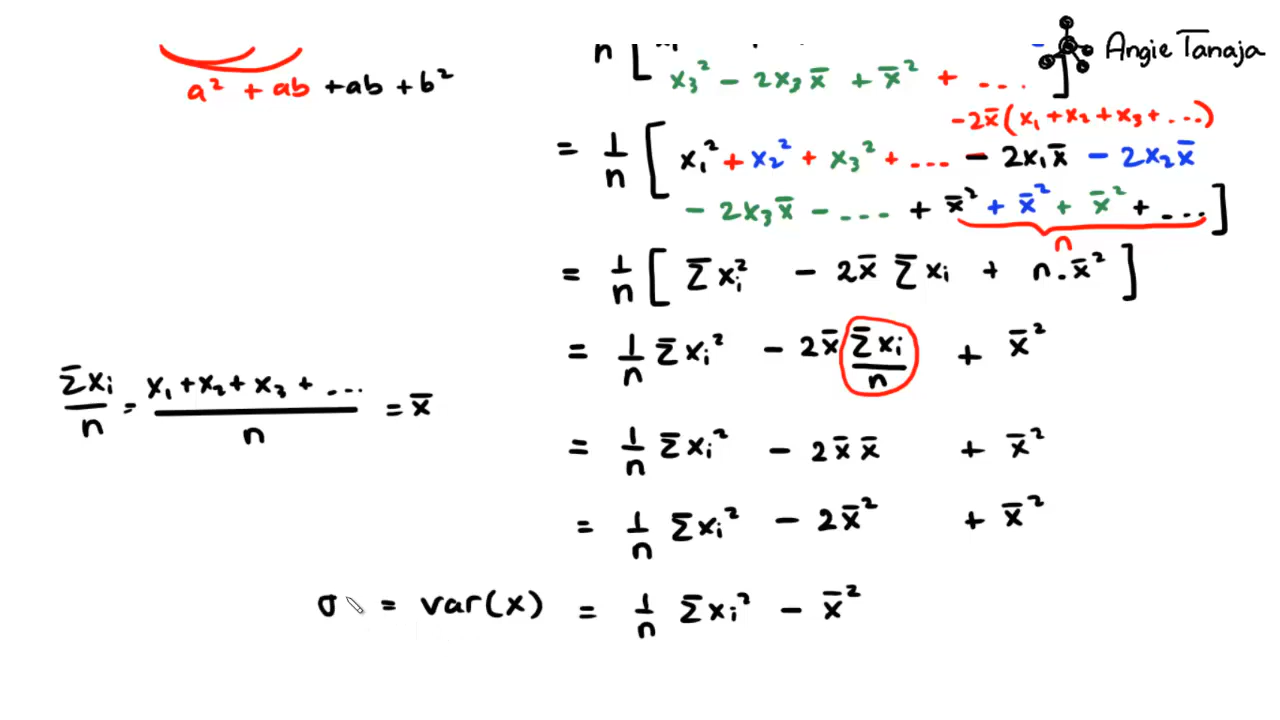 Angie Tanaja
a² + ab + ab + b²
1/n [
x₃² − 2x₃x̄ + x̄² + .... ]
−2x̄(x₁ + x₂ + x₃ + ...)
= 1/n [ x₁² + x₂² + x₃² + .... − 2x₁x̄ − 2x₂x̄
− 2x₃x̄ − .... + x̄² + x̄² + x̄² + ... ]
n
= 1/n [ Σxᵢ² − 2x̄ Σxᵢ + n.x̄² ]
= 1/n Σxᵢ² − 2x̄ Σxᵢ/n + x̄²
Σxᵢ/n = (x₁ + x₂ + x₃ + ...)/n = x̄
= 1/n Σxᵢ² − 2x̄x̄ + x̄²
= 1/n Σxᵢ² − 2x̄² + x̄²
σ = var(x) = 1/n Σxᵢ² − x̄²